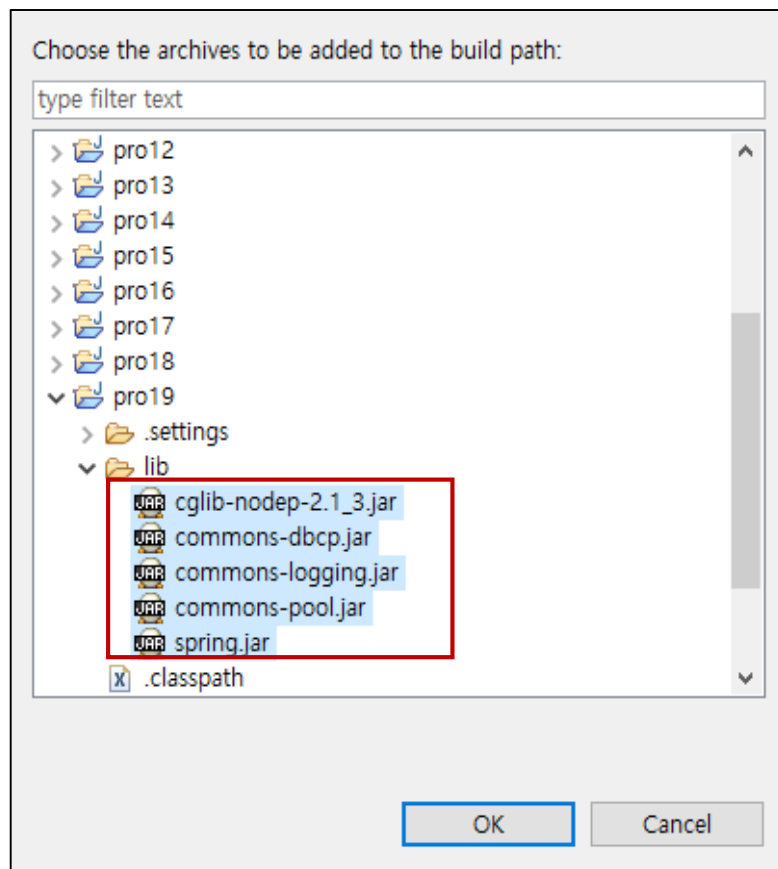 Choose the archives to be added to the build path:
type filter text
pro12
pro13
pro14
pro15
pro16
pro17
pro18
pro19
.settings
lib
cglib-nodep-2.1_3.jar
commons-dbcp.jar
commons-logging.jar
commons-pool.jar
spring.jar
.classpath
OK Cancel